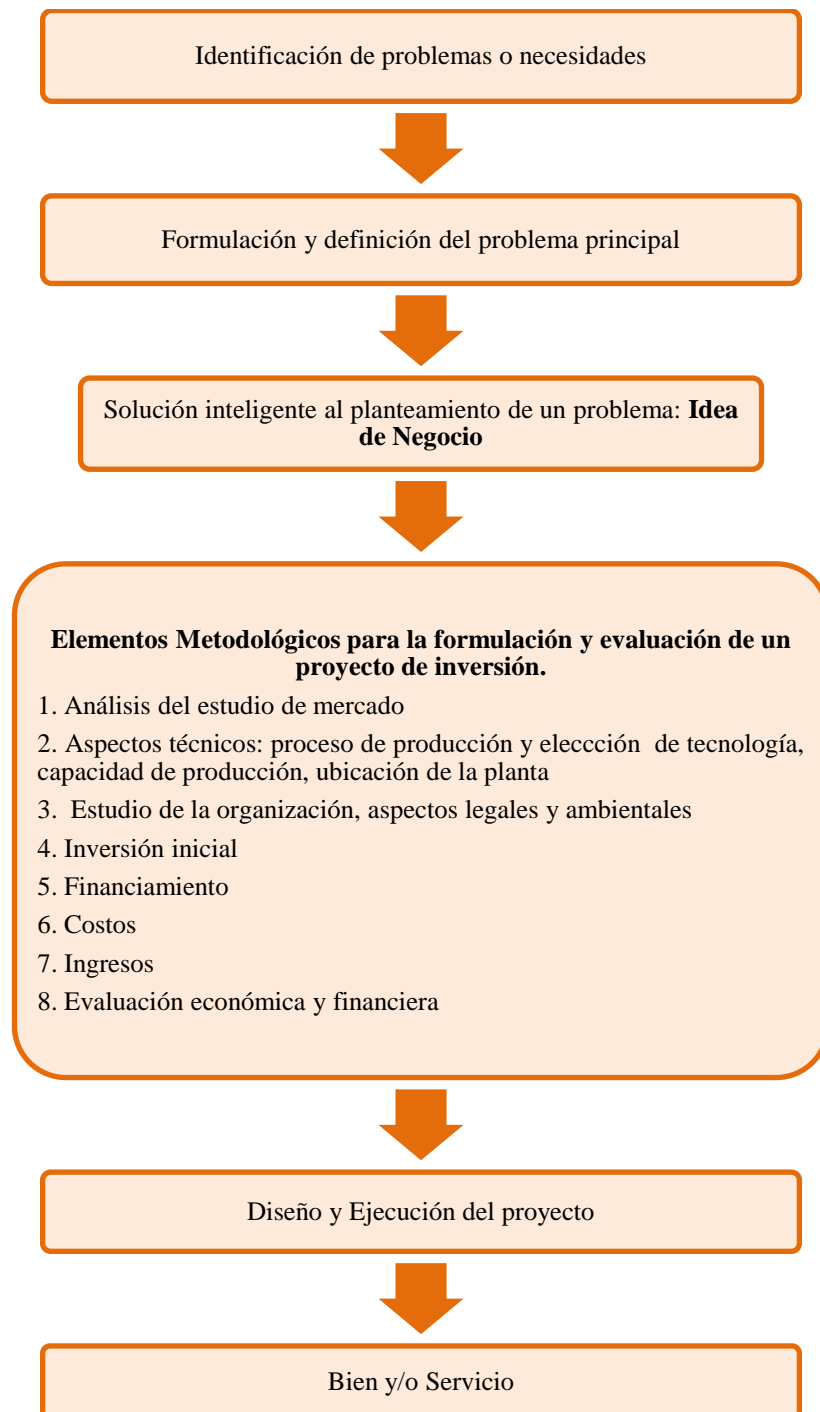 Identificación de problemas o necesidades
Formulación y definición del problema principal
Solución inteligente al planteamiento de un problema: Idea
de Negocio
Elementos Metodológicos para la formulación y evaluación de un
proyecto de inversión.
1. Análisis del estudio de mercado
2. Aspectos técnicos: proceso de producción y eleccción de tecnología,
capacidad de producción, ubicación de la planta
3. Estudio de la organización, aspectos legales y ambientales
4. Inversión inicial
5. Financiamiento
6. Costos
7. Ingresos
8. Evaluación económica y financiera
Diseño y Ejecución del proyecto
Bien y/o Servicio